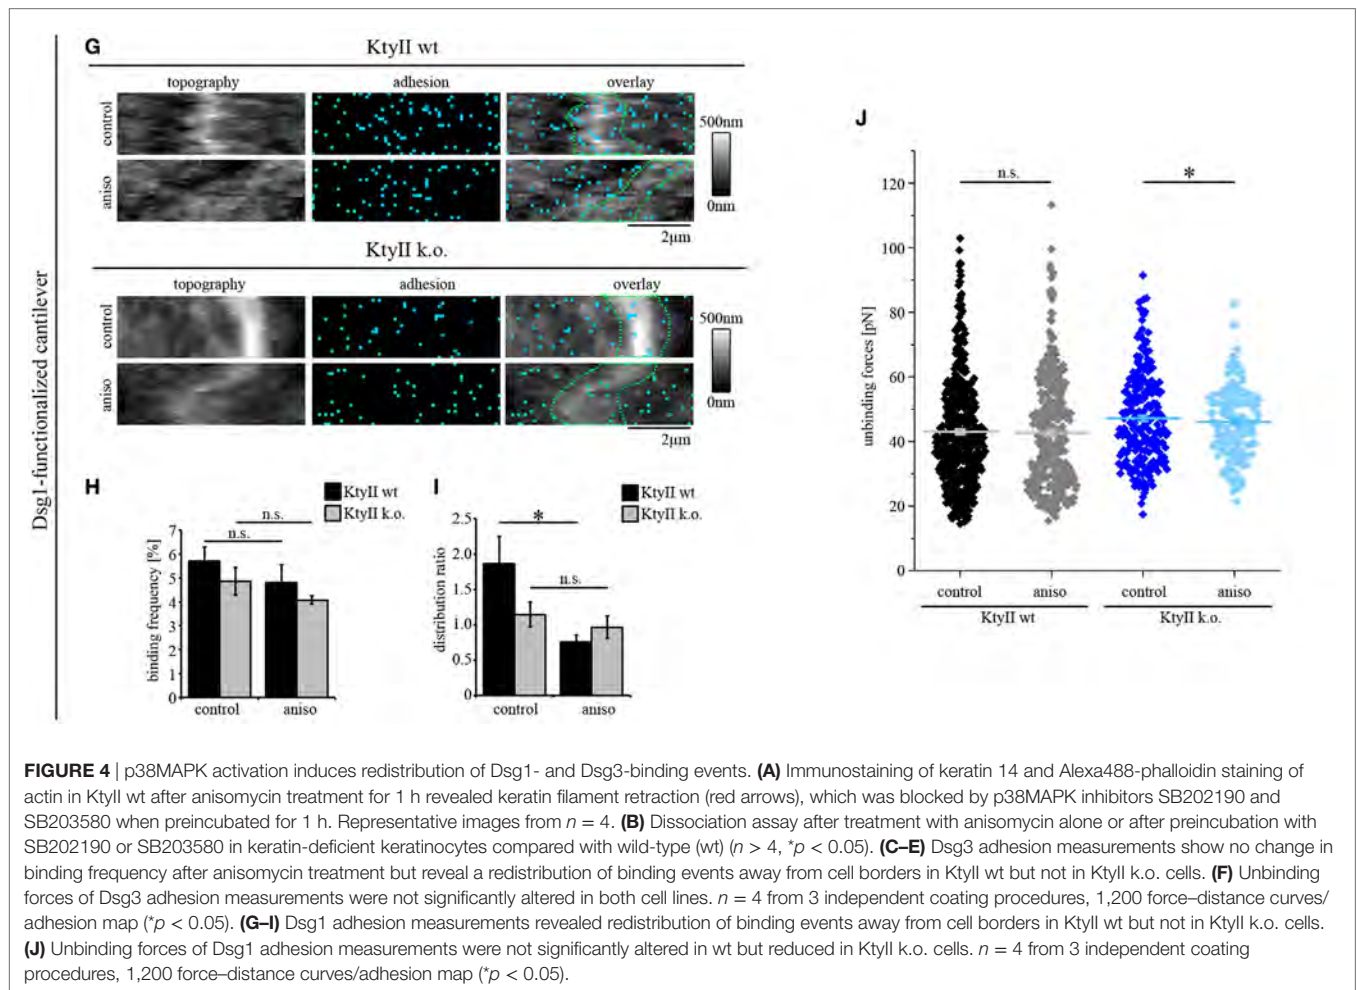 G
KtyII wt
topography adhesion overlay
control
500nm
aniso
0nm
2μm
KtyII k.o.
topography adhesion overlay
control
500nm
aniso
0nm
2μm
Dsg1-functionalized cantilever
H
KtyII wt
KtyII k.o.
n.s.
n.s.
binding frequency [%]
7
6
5
4
3
2
1
0
control aniso
I
KtyII wt
KtyII k.o.
*
n.s.
distribution ratio
2.5
2.0
1.5
1.0
0.5
0
control aniso
J
n.s.
*
unbinding forces [pN]
120
100
80
60
40
20
0
control aniso control aniso
KtyII wt KtyII k.o.
FIGURE 4 | p38MAPK activation induces redistribution of Dsg1- and Dsg3-binding events. (A) Immunostaining of keratin 14 and Alexa488-phalloidin staining of
actin in KtyII wt after anisomycin treatment for 1 h revealed keratin filament retraction (red arrows), which was blocked by p38MAPK inhibitors SB202190 and
SB203580 when preincubated for 1 h. Representative images from n = 4. (B) Dissociation assay after treatment with anisomycin alone or after preincubation with
SB202190 or SB203580 in keratin-deficient keratinocytes compared with wild-type (wt) (n > 4, *p < 0.05). (C–E) Dsg3 adhesion measurements show no change in
binding frequency after anisomycin treatment but reveal a redistribution of binding events away from cell borders in KtyII wt but not in KtyII k.o. cells. (F) Unbinding
forces of Dsg3 adhesion measurements were not significantly altered in both cell lines. n = 4 from 3 independent coating procedures, 1,200 force–distance curves/
adhesion map (*p < 0.05). (G–I) Dsg1 adhesion measurements revealed redistribution of binding events away from cell borders in KtyII wt but not in KtyII k.o. cells.
(J) Unbinding forces of Dsg1 adhesion measurements were not significantly altered in wt but reduced in KtyII k.o. cells. n = 4 from 3 independent coating
procedures, 1,200 force–distance curves/adhesion map (*p < 0.05).